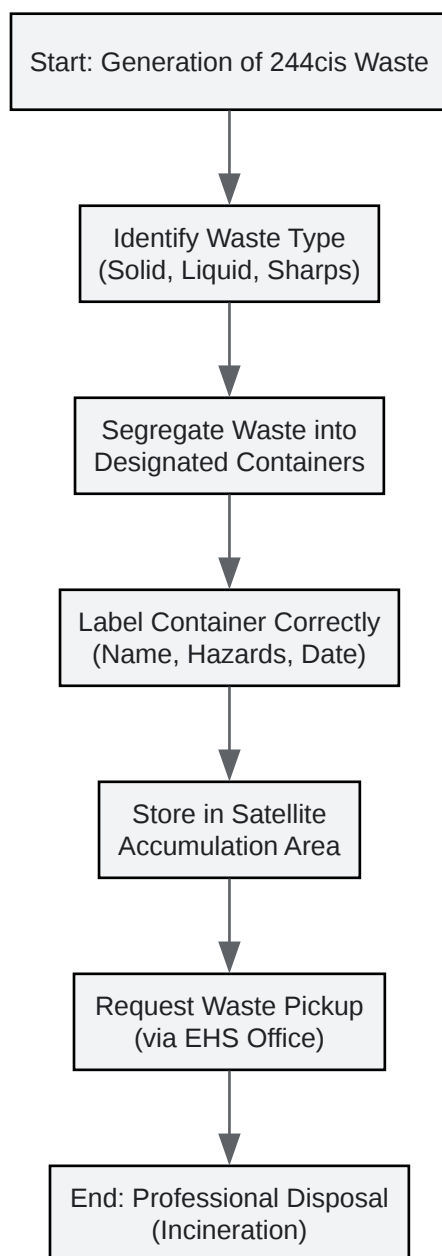 Start: Generation of 244cis Waste
Identify Waste Type
(Solid, Liquid, Sharps)
Segregate Waste into
Designated Containers
Label Container Correctly
(Name, Hazards, Date)
Store in Satellite
Accumulation Area
Request Waste Pickup
(via EHS Office)
End: Professional Disposal
(Incineration)